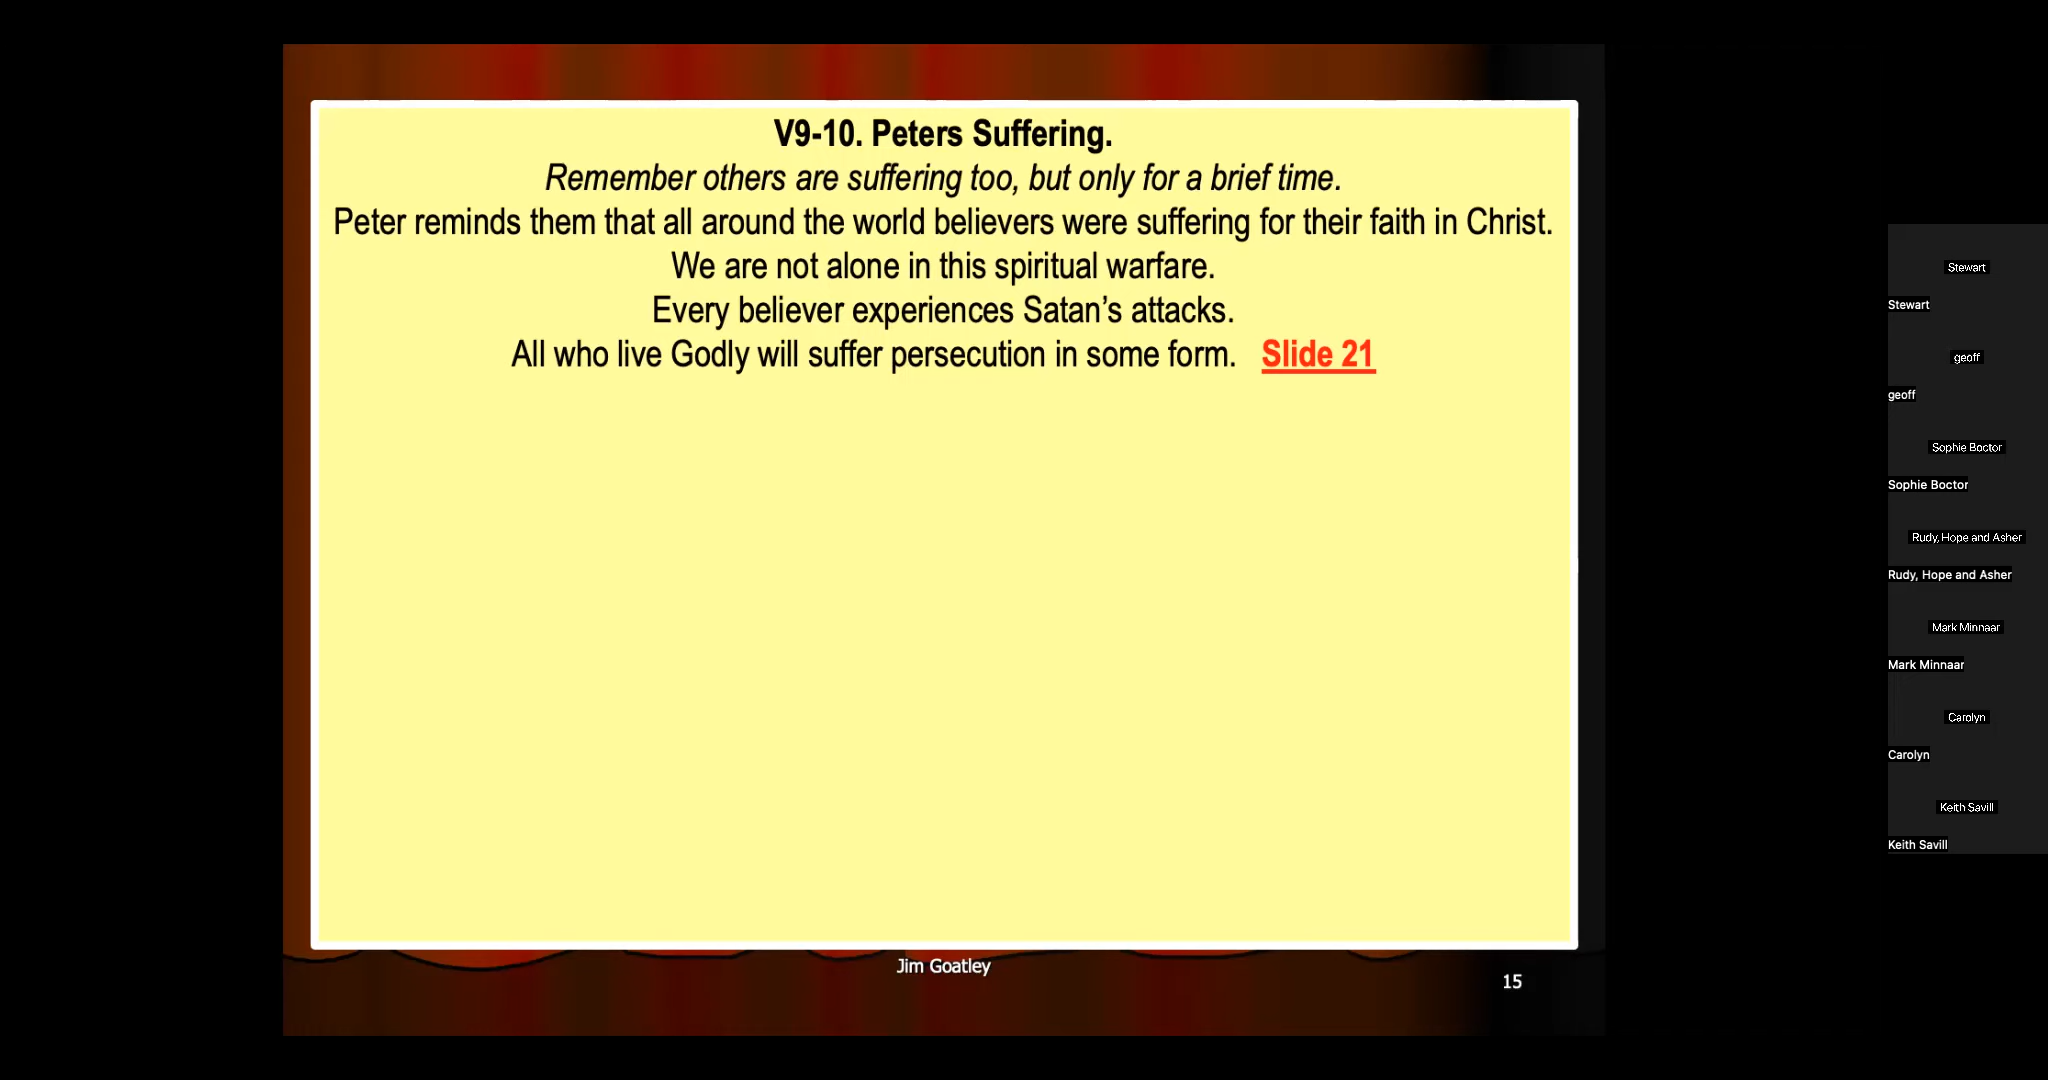 V9-10. Peters Suffering.
Remember others are suffering too, but only for a brief time.
Peter reminds them that all around the world believers were suffering for their faith in Christ.
We are not alone in this spiritual warfare.
Every believer experiences Satan’s attacks.
All who live Godly will suffer persecution in some form. Slide 21
Jim Goatley
15
Stewart
Stewart
geoff
geoff
Sophie Boctor
Sophie Boctor
Rudy, Hope and Asher
Rudy, Hope and Asher
Mark Minnaar
Mark Minnaar
Carolyn
Carolyn
Keith Savill
Keith Savill